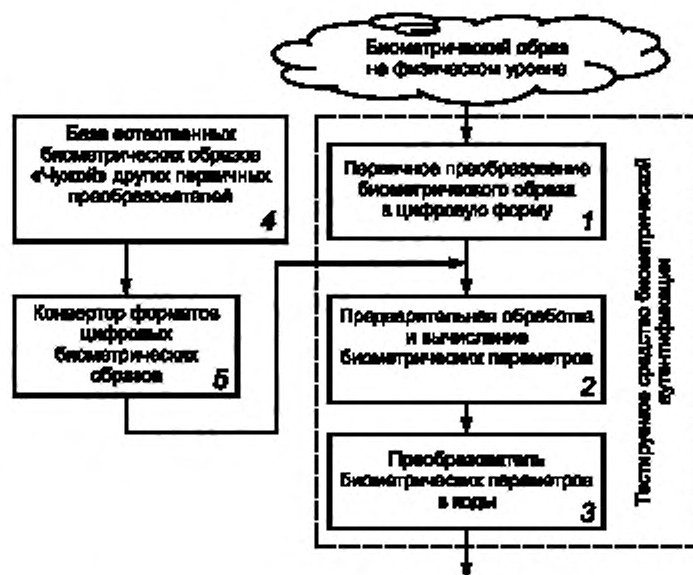 Биометрический образ
на физическом уровне
База естественных
биометрических образов
«Чужой» других первичных
преобразователей
4
Первичное преобразование
биометрического образа
в цифровую форму
1
Конвертор форматов
цифровых
биометрических
образов
5
Предварительная обработка
и вычисление
биометрических параметров
2
Преобразователь
биометрических параметров
в коды
3
Тестируемое средство биометрической
аутентификации